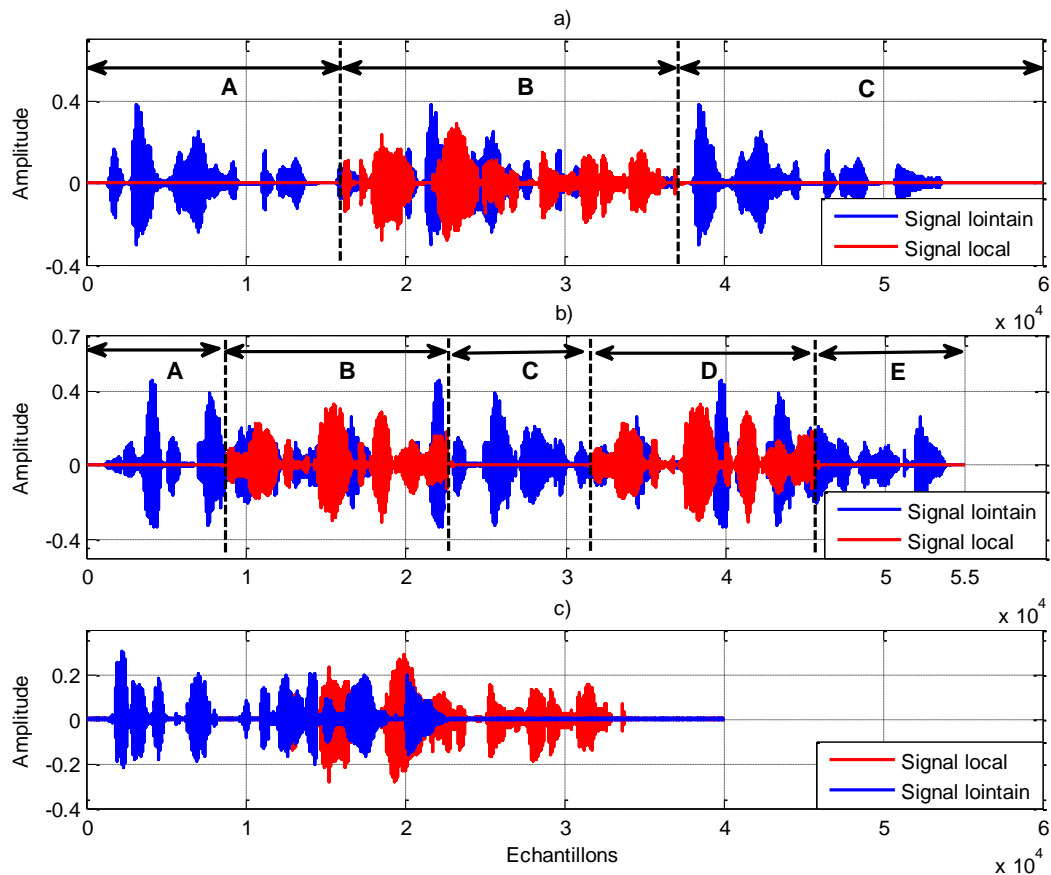 a)
A
B
C
0.4
0
-0.4
Amplitude
Signal lointain
Signal local
0 1 2 3 4 5 6
x 10^4
b)
A
B
C
D
E
0.7
0.4
0
-0.4
Amplitude
Signal lointain
Signal local
0 1 2 3 4 5 5.5
x 10^4
c)
0.2
0
-0.2
-0.4
Amplitude
Signal local
Signal lointain
0 1 2 3 4 5 6
Echantillons
x 10^4